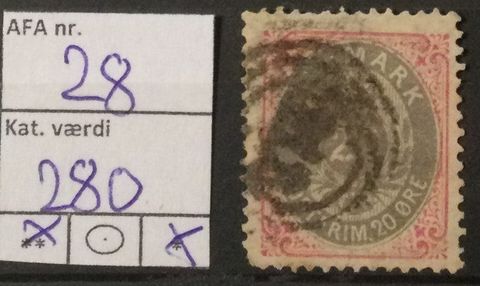 AFA nr.
28
Kat. værdi
280
MARK
RIM. 20 ØRE